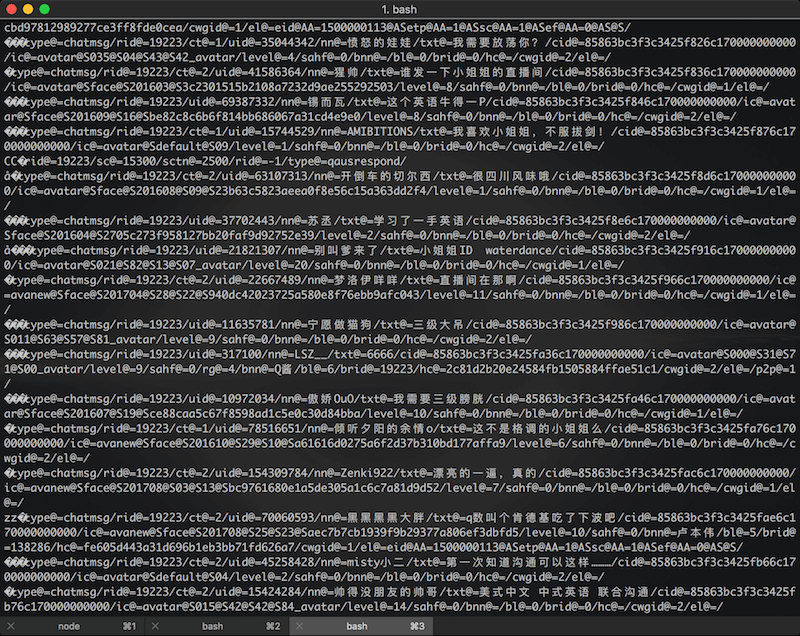 1. bash
cbd97812989277ce3ff8fde0cea/cwgid@=1/el@=eid@AA=1500000113@ASetp@AA=1@ASsc@AA=1@ASef@AA=0@AS@S/
type@=chatmsg/rid@=19223/ct@=1/uid@=35044342/nn@=愤怒的娃娃/txt@=我需要放荡你？/cid@=85863bc3f3c3425f826c170000000000
/ic@=avatar@S035@S04@S43@S42_avatar/level@=4/sahf@=0/bnn@=/bl@=0/brid@=0/hc@=/cwgid@=2/el@=/
type@=chatmsg/rid@=19223/ct@=2/uid@=41586364/nn@=猩帅/txt@=谁发一下小姐姐的直播间/cid@=85863bc3f3c3425f836c170000000000
/ic@=avatar@Sface@S201603@S3c2301515b2108a7232d9ae255292503/level@=8/sahf@=0/bnn@=/bl@=0/brid@=0/hc@=/cwgid@=1/el@=/
type@=chatmsg/rid@=19223/uid@=69387332/nn@=锡而瓦/txt@=这个英语牛得一P/cid@=85863bc3f3c3425f846c170000000000/ic@=avat
ar@Sface@S201609@S16@Sbe82c8c6b6f814bb686067a31cd4e9e0/level@=8/sahf@=0/bnn@=/bl@=0/brid@=0/hc@=/cwgid@=2/el@=/
type@=chatmsg/rid@=19223/ct@=1/uid@=15744529/nn@=AMIBITIONS/txt@=我喜欢小姐姐，不服拔剑！/cid@=85863bc3f3c3425f876c17
0000000000/ic@=avatar@Sdefault@S09/level@=1/sahf@=0/bnn@=/bl@=0/brid@=0/hc@=/cwgid@=2/el@=/
CC rid@=19223/sc@=15300/sctn@=2500/rid@=-1/type@=qausrespond/
type@=chatmsg/rid@=19223/ct@=2/uid@=63107313/nn@=开倒车的切尔西/txt@=很四川风味哦/cid@=85863bc3f3c3425f8d6c1700000000
0/ic@=avatar@Sface@S201608@S09@S23b63c5823aeea0f8e56c15a363dd2f4/level@=1/sahf@=0/bnn@=/bl@=0/brid@=0/hc@=/cwgid@=1/el@=
/
type@=chatmsg/rid@=19223/uid@=37702443/nn@=苏丞/txt@=学习了一手英语/cid@=85863bc3f3c3425f8e6c170000000000/ic@=avatar@
Sface@S201604@S2705c273f958127bb20faf9d92752e39/level@=2/sahf@=0/bnn@=/bl@=0/brid@=0/hc@=/cwgid@=2/el@=/
type@=chatmsg/rid@=19223/uid@=21821307/nn@=别叫爹来了/txt@=小姐姐ID  waterdance/cid@=85863bc3f3c3425f916c17000000000
0/ic@=avatar@S021@S82@S13@S07_avatar/level@=20/sahf@=0/bnn@=/bl@=0/brid@=0/hc@=/cwgid@=1/el@=/
type@=chatmsg/rid@=19223/ct@=2/uid@=22667489/nn@=梦洛伊咩咩/txt@=直播间在那啊/cid@=85863bc3f3c3425f966c170000000000/ic
=avanew@Sface@S201704@S28@S22@S940dc42023725a580e8f76ebb9afc043/level@=11/sahf@=0/bnn@=/bl@=0/brid@=0/hc@=/cwgid@=1/el@=
/
type@=chatmsg/rid@=19223/uid@=11635781/nn@=宁愿做猫狗/txt@=三级大吊/cid@=85863bc3f3c3425f986c170000000000/ic@=avatar@
S011@S63@S57@S81_avatar/level@=9/sahf@=0/bnn@=/bl@=0/brid@=0/hc@=/cwgid@=2/el@=/
type@=chatmsg/rid@=19223/uid@=317100/nn@=LSZ__/txt@=6666/cid@=85863bc3f3c3425fa36c170000000000/ic@=avatar@S000@S31@S7
1@S00_avatar/level@=9/sahf@=0/rg@=4/bnn@=Q酱/bl@=6/brid@=19223/hc@=2c81d2b20e24584fb1505884ffae51c1/cwgid@=2/el@=/p2p@=1
/
type@=chatmsg/rid@=19223/uid@=10972034/nn@=傲娇OuO/txt@=我需要三级膀胱/cid@=85863bc3f3c3425fa46c170000000000/ic@=avat
ar@Sface@S201607@S19@Sce88caa5c67f8598ad1c5e0c30d84bba/level@=10/sahf@=0/bnn@=/bl@=0/brid@=0/hc@=/cwgid@=1/el@=/
type@=chatmsg/rid@=19223/ct@=1/uid@=78516651/nn@=倾听夕阳的余情o/txt@=这不是格调的小姐姐么/cid@=85863bc3f3c3425fa76c17
0000000000/ic@=avanew@Sface@S201610@S29@S10@Sa61616d0275a6f2d37b310bd177affa9/level@=6/sahf@=0/bnn@=/bl@=0/brid@=0/hc@=/c
wgid@=2/el@=/
type@=chatmsg/rid@=19223/ct@=2/uid@=154309784/nn@=Zenki922/txt@=漂亮的一逼，真的/cid@=85863bc3f3c3425fac6c170000000000/
ic@=avanew@Sface@S201708@S03@S13@Sbc9761680e1a5de305a1c6c7a81d9d52/level@=7/sahf@=0/bnn@=/bl@=0/brid@=0/hc@=/cwgid@=1/el
@=/
zz type@=chatmsg/rid@=19223/ct@=2/uid@=70060593/nn@=黑黑黑黑大胖/txt@=q数叫个肯德基吃了下波吧/cid@=85863bc3f3c3425fae6c1
70000000000/ic@=avanew@Sface@S201708@S25@S23@Saec7b7cb1939f9b29377a806ef3dbfd5/level@=10/sahf@=0/bnn@=卢本伟/bl@=5/brid@
=138286/hc@=fe605d443a31d696b1eb3bb71fd626a7/cwgid@=1/el@=eid@AA=1500000113@ASetp@AA=1@ASsc@AA=1@ASef@AA=0@AS@S/
type@=chatmsg/rid@=19223/ct@=2/uid@=45258428/nn@=misty小二/txt@=第一次知道沟通可以这样………/cid@=85863bc3f3c3425fb66c17
0000000000/ic@=avatar@Sdefault@S04/level@=2/sahf@=0/bnn@=/bl@=0/brid@=0/hc@=/cwgid@=2/el@=/
type@=chatmsg/rid@=19223/ct@=2/uid@=15424284/nn@=帅得没朋友的帅哥/txt@=美式中文 中式英语 联合沟通/cid@=85863bc3f3c3425f
b76c170000000000/ic@=avatar@S015@S42@S42@S84_avatar/level@=14/sahf@=0/bnn@=/bl@=0/brid@=0/hc@=/cwgid@=2/el@=/
node ⌘1 bash ⌘2 bash ⌘3